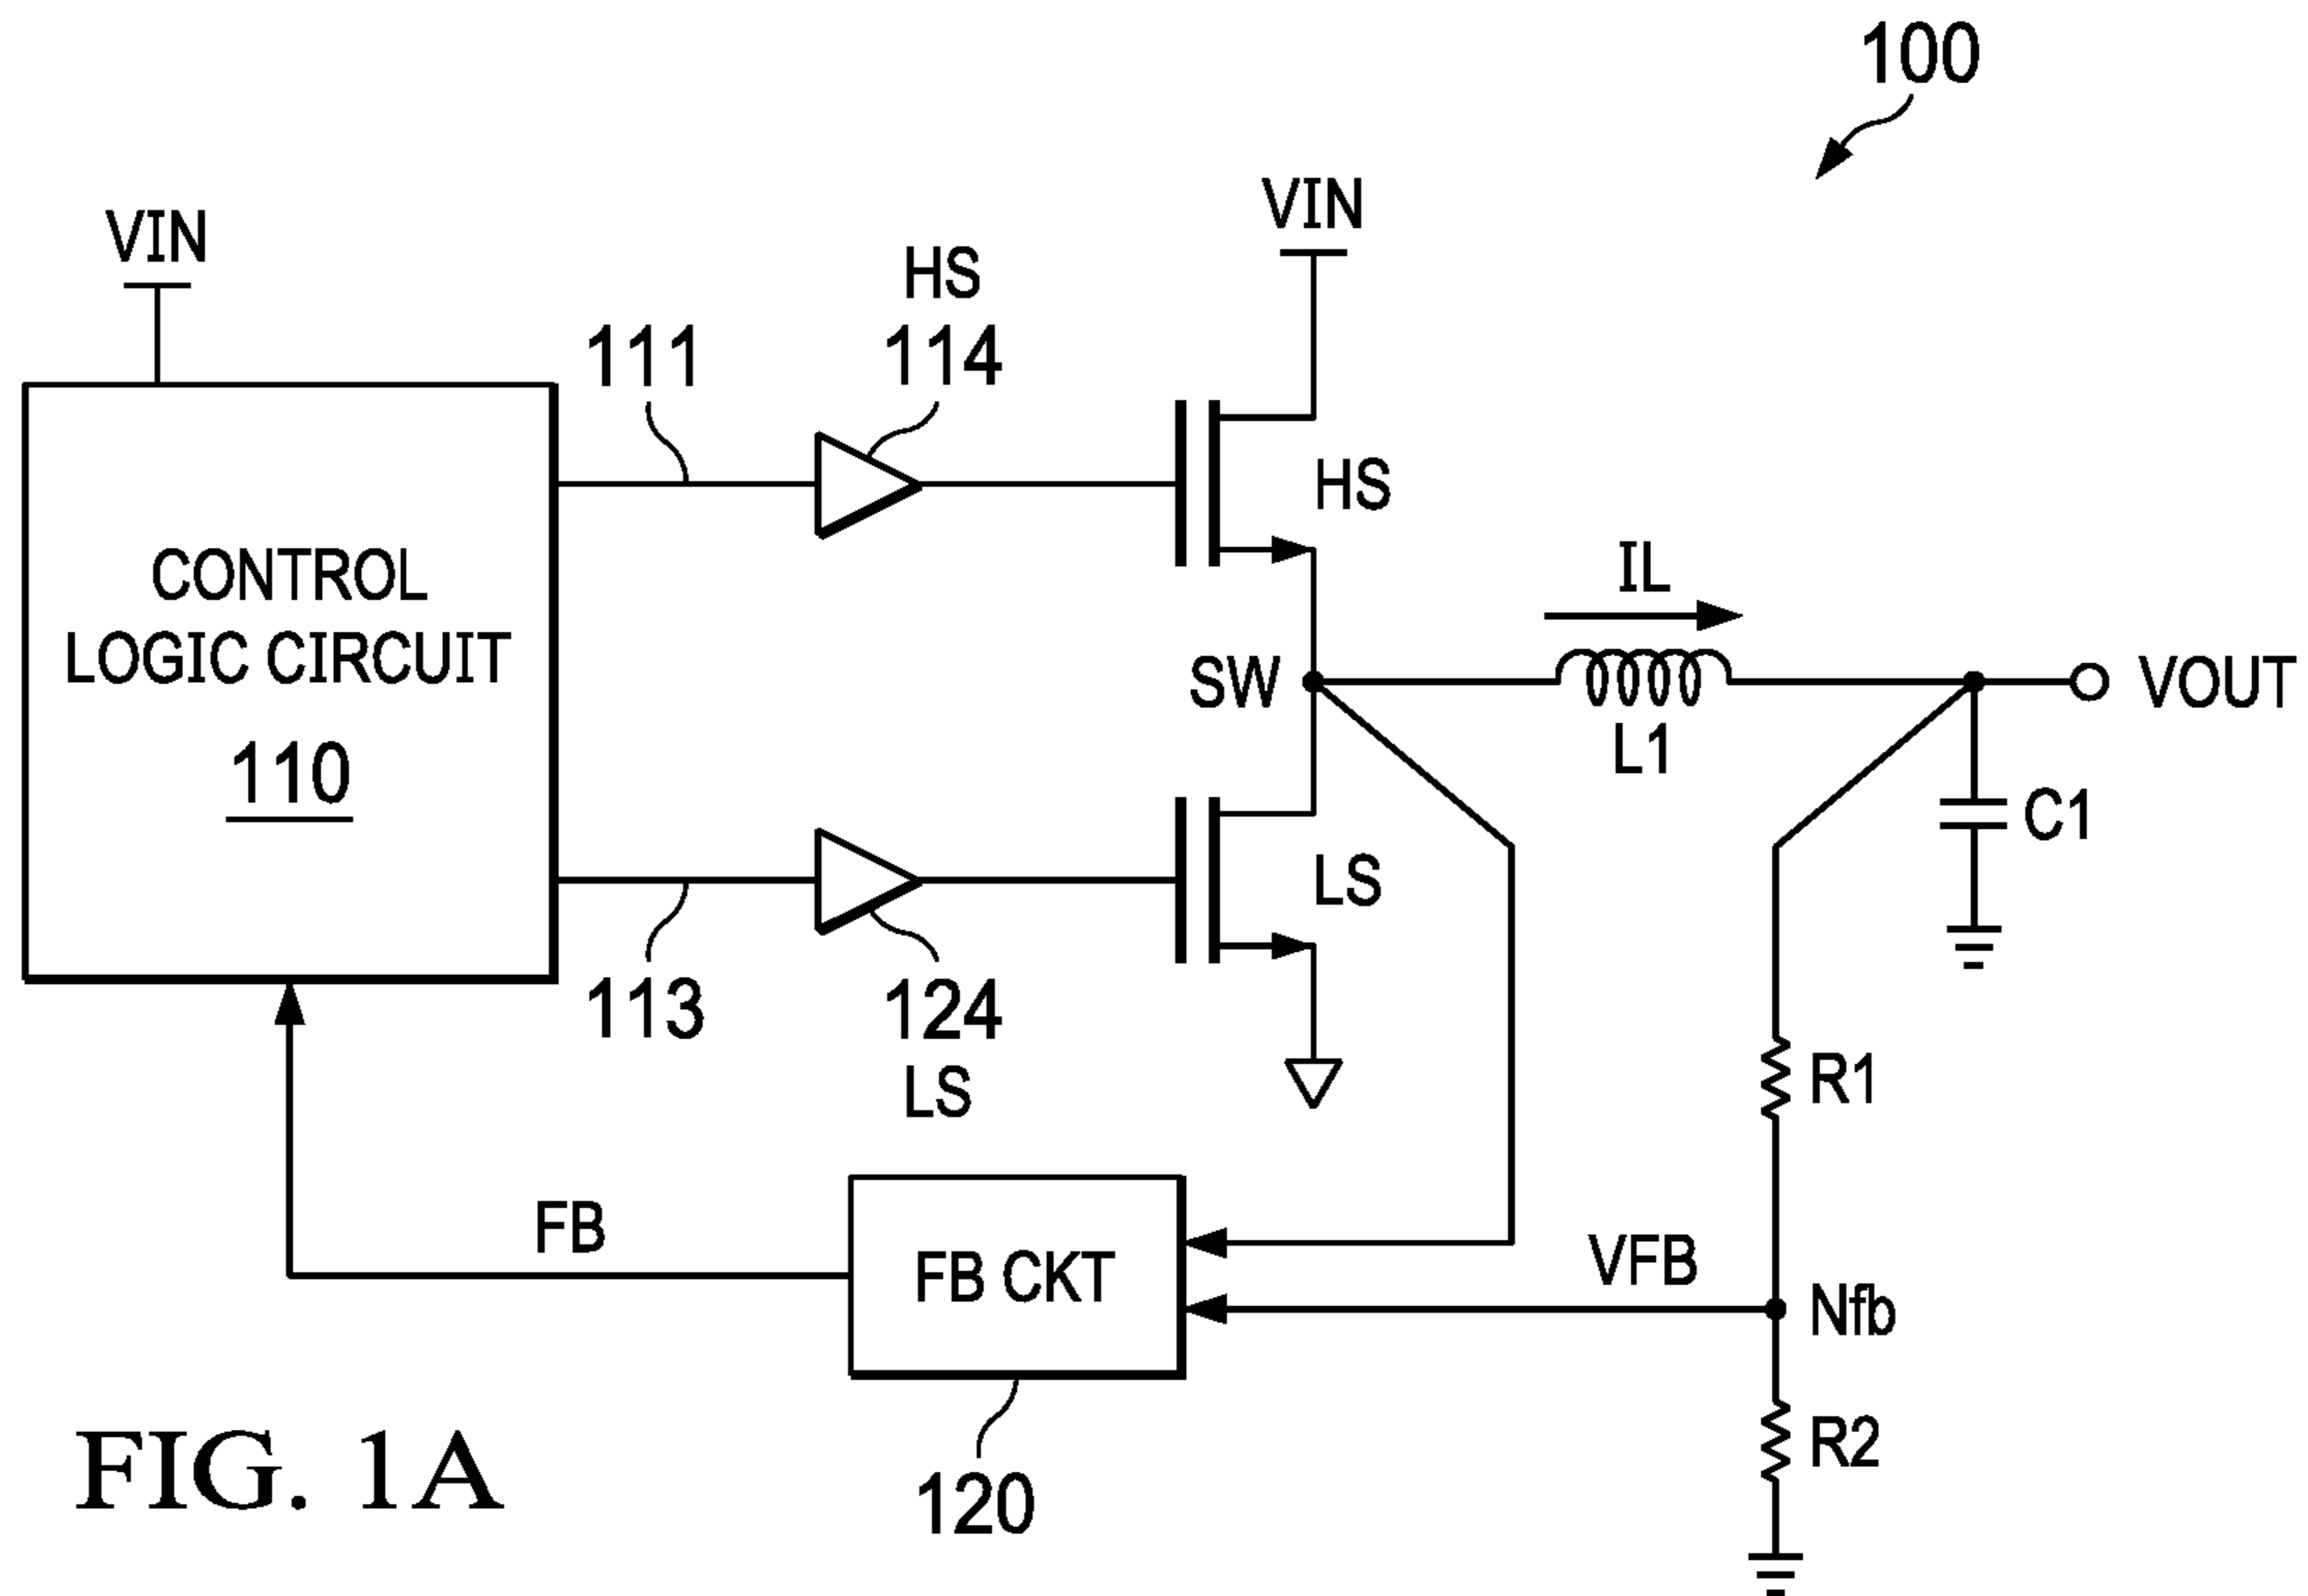 100
VIN
VIN
HS
114
111
HS
CONTROL
LOGIC CIRCUIT
110
IL
SW
L1
VOUT
C1
LS
113
124
LS
R1
FB
FB CKT
VFB
Nfb
R2
120
FIG. 1A